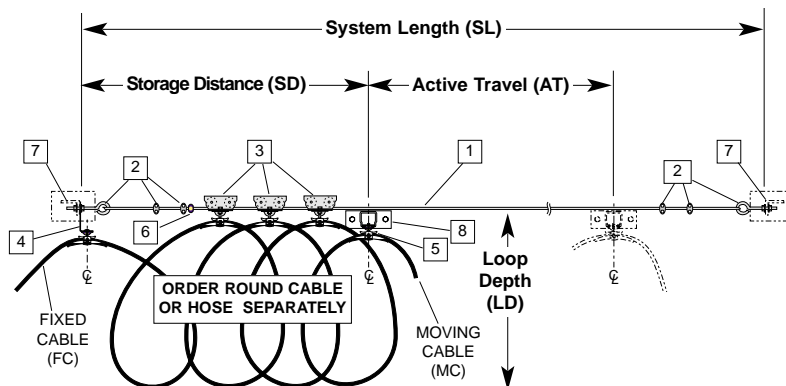 System Length (SL)
Storage Distance (SD)
Active Travel (AT)
7
2
3
1
2
7
4
6
8
5
℄
℄
℄
Loop
Depth
(LD)
ORDER ROUND CABLE
OR HOSE SEPARATELY
FIXED
CABLE
(FC)
MOVING
CABLE
(MC)